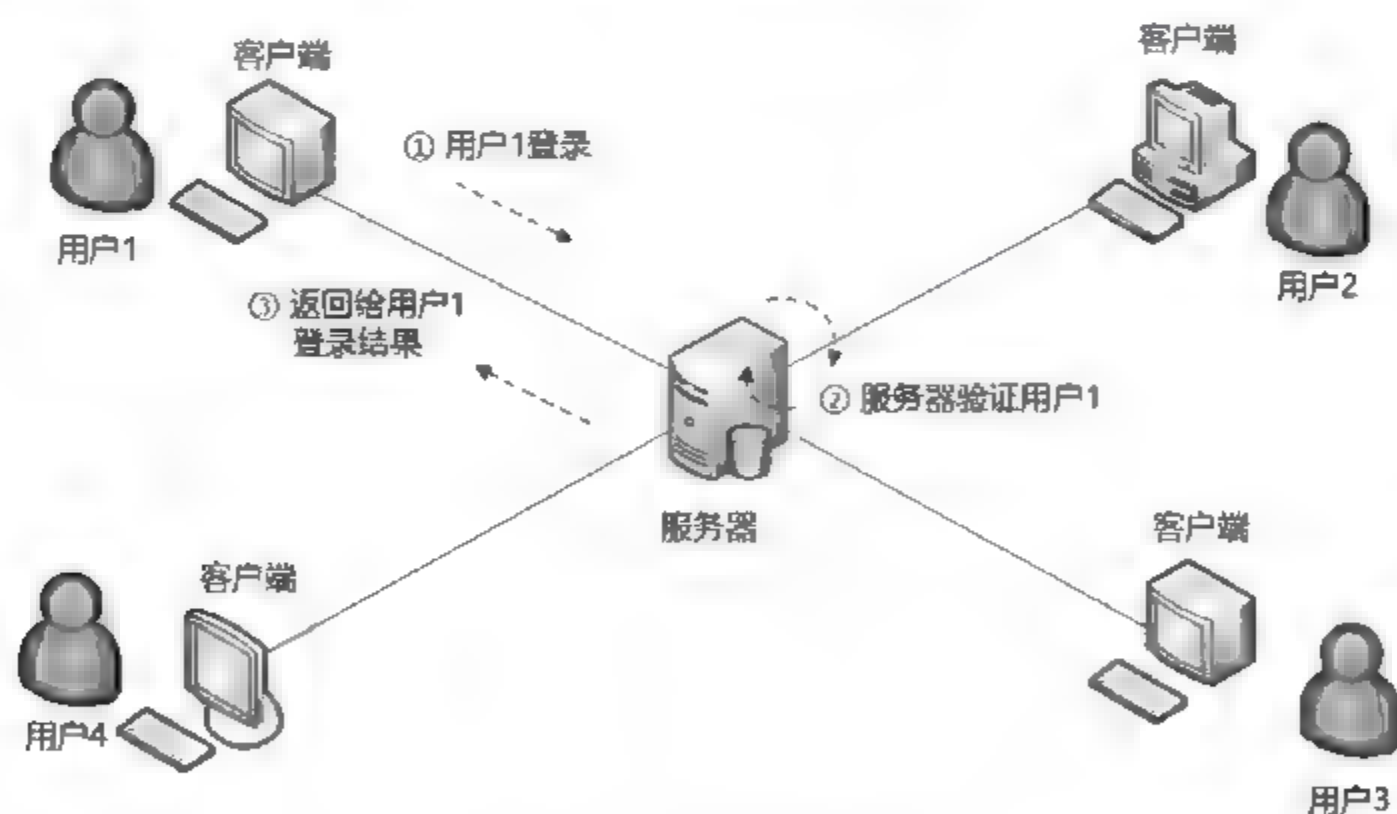 客户端
客户端
① 用户1登录
用户1
用户2
③ 返回给用户1
登录结果
② 服务器验证用户1
服务器
客户端
客户端
用户4
用户3